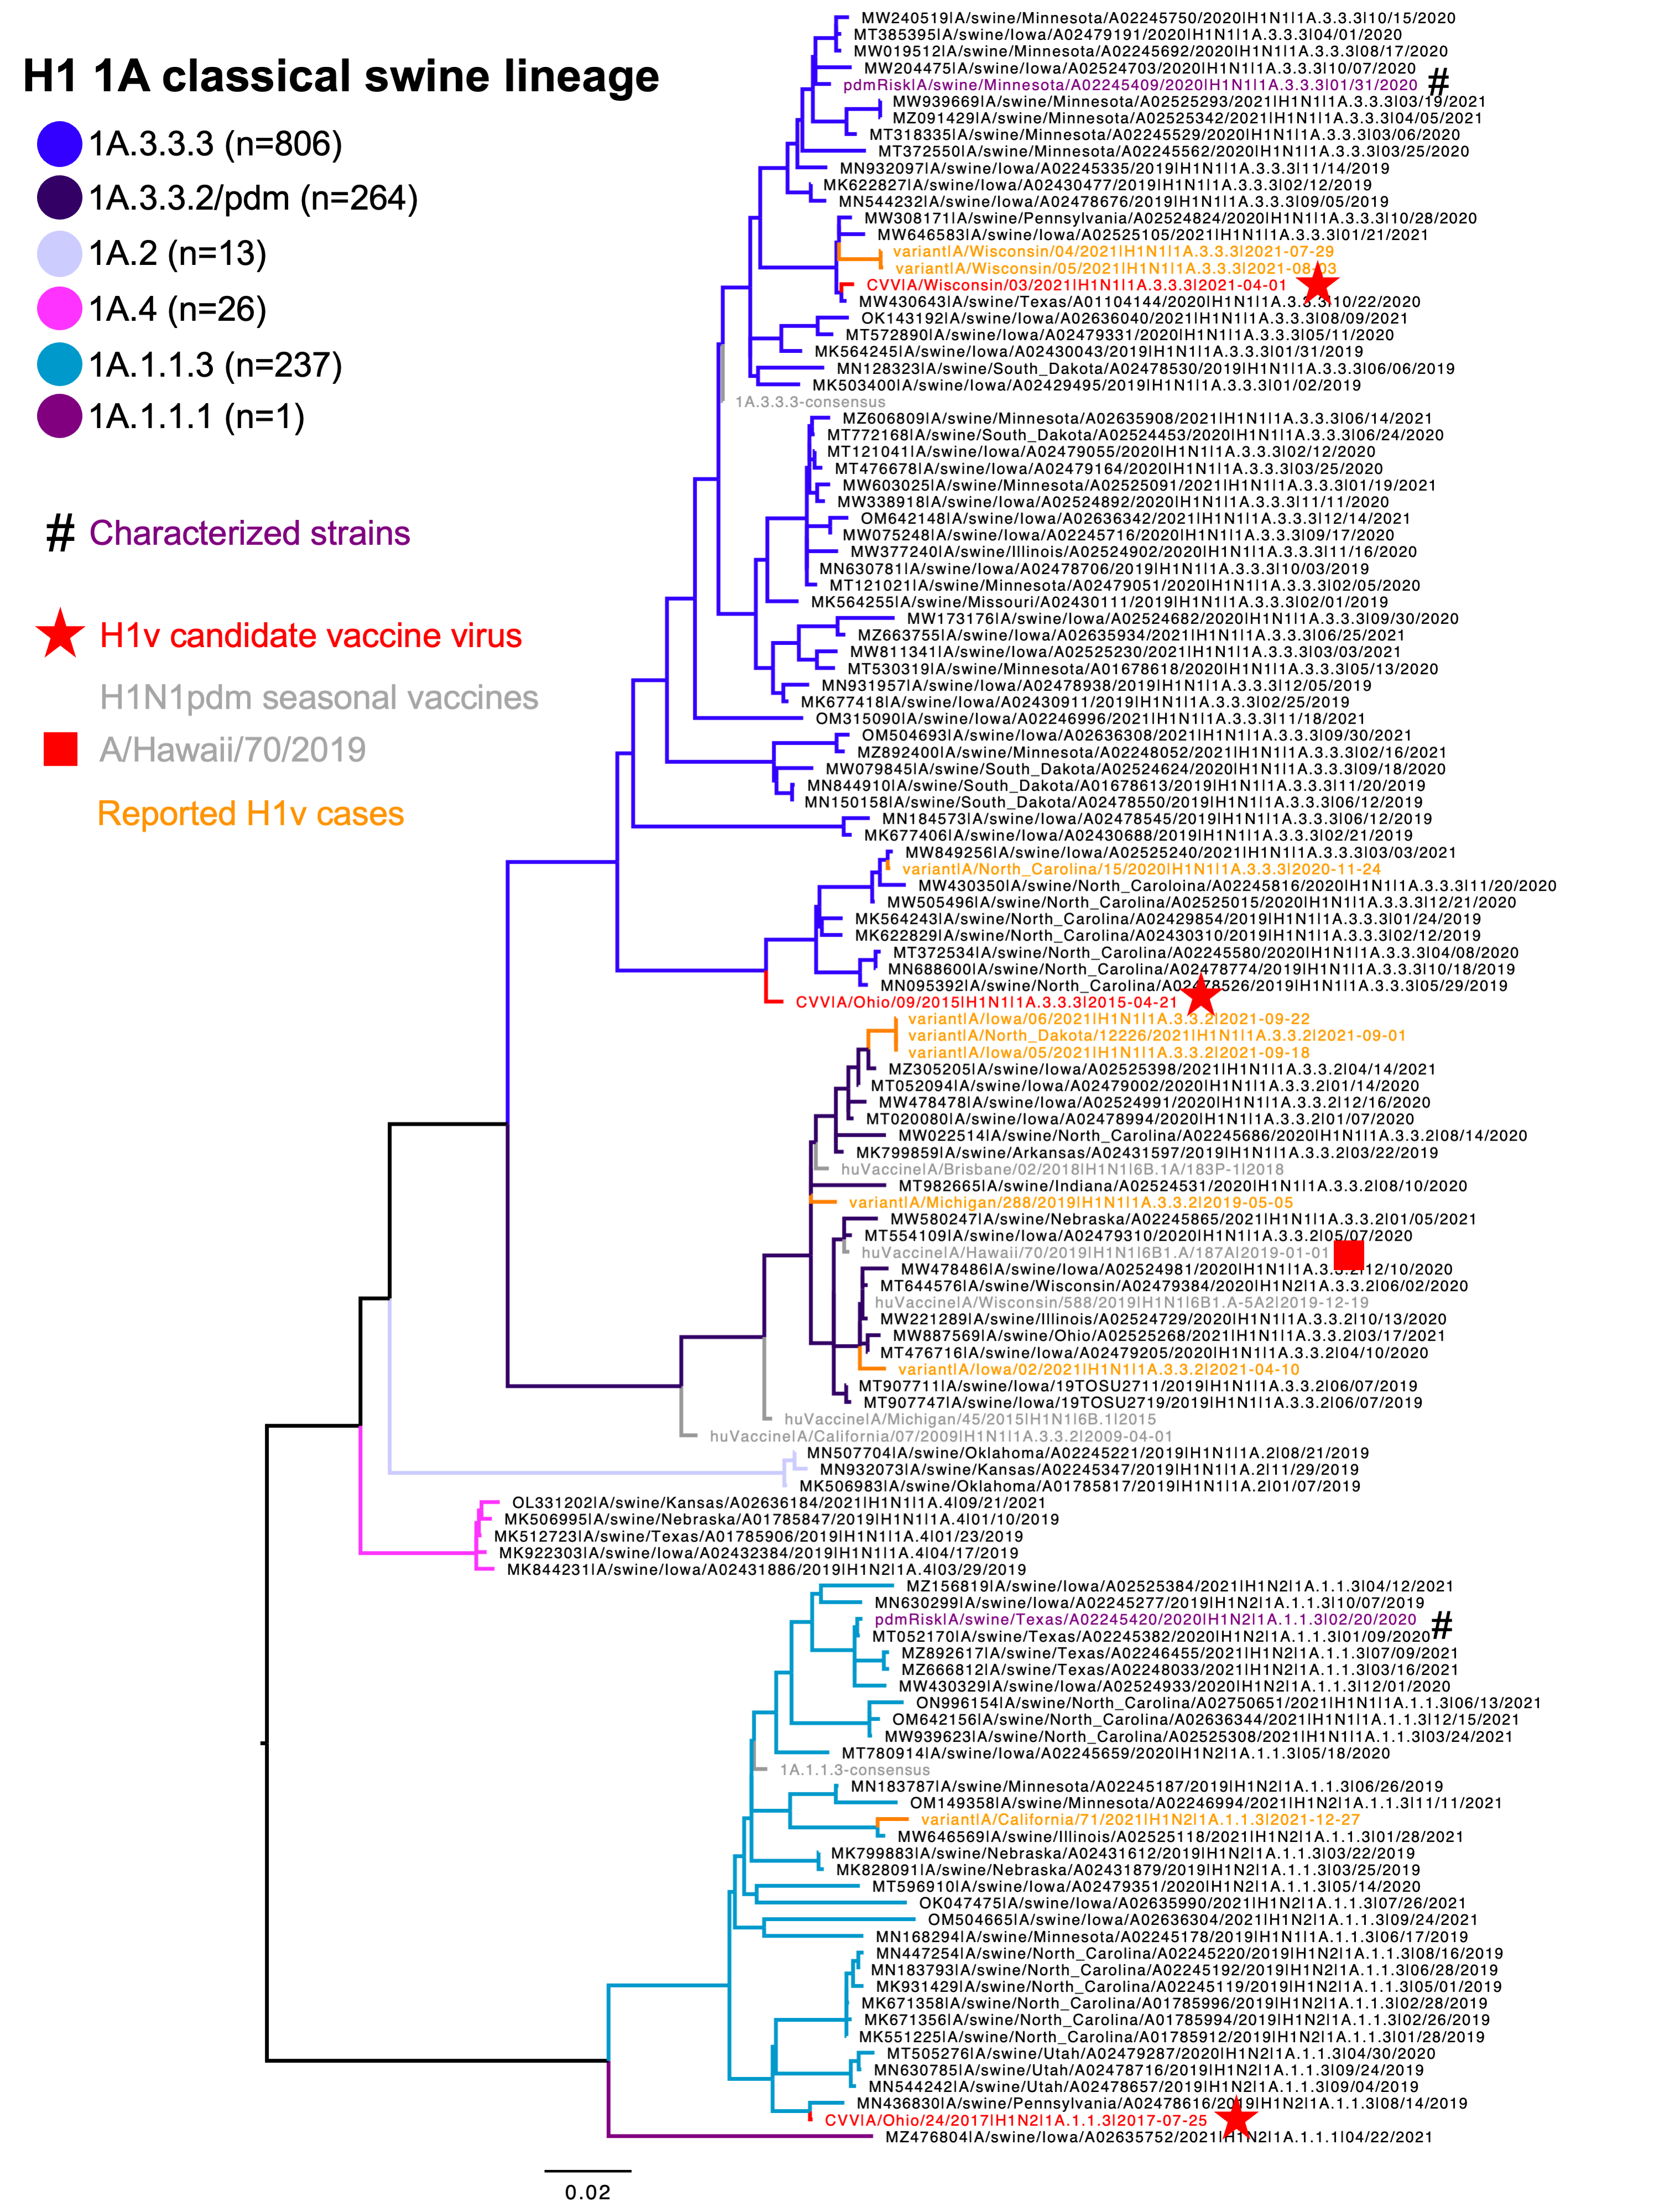 H1 1A classical swine lineage
1A.3.3.3 (n=806)
1A.3.3.2/pdm (n=264)
1A.2 (n=13)
1A.4 (n=26)
1A.1.1.3 (n=237)
1A.1.1.1 (n=1)
# Characterized strains
H1v candidate vaccine virus
H1N1pdm seasonal vaccines
A/Hawaii/70/2019
Reported H1v cases
MW240519|A/swine/Minnesota/A02245750/2020|H1N1|1A.3.3.3|10/15/2020
MT385395|A/swine/Iowa/A02479191/2020|H1N1|1A.3.3.3|04/01/2020
MW019512|A/swine/Minnesota/A02245692/2020|H1N1|1A.3.3.3|08/17/2020
MW204475|A/swine/Iowa/A02524703/2020|H1N1|1A.3.3.3|10/07/2020
pdmRisk|A/swine/Minnesota/A02245409/2020|H1N1|1A.3.3.3|01/31/2020 #
MW939669|A/swine/Minnesota/A02525293/2021|H1N1|1A.3.3.3|03/19/2021
MZ091429|A/swine/Minnesota/A02525342/2021|H1N1|1A.3.3.3|04/05/2021
MT318335|A/swine/Minnesota/A02245529/2020|H1N1|1A.3.3.3|03/06/2020
MT372550|A/swine/Minnesota/A02245562/2020|H1N1|1A.3.3.3|03/25/2020
MN932097|A/swine/Iowa/A02245335/2019|H1N1|1A.3.3.3|11/14/2019
MK622827|A/swine/Iowa/A02430477/2019|H1N1|1A.3.3.3|02/12/2019
MN544232|A/swine/Iowa/A02478676/2019|H1N1|1A.3.3.3|09/05/2019
MW308171|A/swine/Pennsylvania/A02524824/2020|H1N1|1A.3.3.3|10/28/2020
MW646583|A/swine/Iowa/A02525105/2021|H1N1|1A.3.3.3|01/21/2021
variant|A/Wisconsin/04/2021|H1N1|1A.3.3.3|2021-07-29
variant|A/Wisconsin/05/2021|H1N1|1A.3.3.3|2021-08-03
CVV|A/Wisconsin/03/2021|H1N1|1A.3.3.3|2021-04-01
MW430643|A/swine/Texas/A01104144/2020|H1N1|1A.3.3.3|10/22/2020
OK143192|A/swine/Iowa/A02636040/2021|H1N1|1A.3.3.3|08/09/2021
MT572890|A/swine/Iowa/A02479331/2020|H1N1|1A.3.3.3|05/11/2020
MK564245|A/swine/Iowa/A02430043/2019|H1N1|1A.3.3.3|01/31/2019
MN128323|A/swine/South_Dakota/A02478530/2019|H1N1|1A.3.3.3|06/06/2019
MK503400|A/swine/Iowa/A02429495/2019|H1N1|1A.3.3.3|01/02/2019
1A.3.3.3-consensus
MZ606809|A/swine/Minnesota/A02635908/2021|H1N1|1A.3.3.3|06/14/2021
MT772168|A/swine/South_Dakota/A02524453/2020|H1N1|1A.3.3.3|06/24/2020
MT121041|A/swine/Iowa/A02479055/2020|H1N1|1A.3.3.3|02/12/2020
MT476678|A/swine/Iowa/A02479164/2020|H1N1|1A.3.3.3|03/25/2020
MW603025|A/swine/Minnesota/A02525091/2021|H1N1|1A.3.3.3|01/19/2021
MW338918|A/swine/Iowa/A02524892/2020|H1N1|1A.3.3.3|11/11/2020
OM642148|A/swine/Iowa/A02636342/2021|H1N1|1A.3.3.3|12/14/2021
MW075248|A/swine/Iowa/A02245716/2020|H1N1|1A.3.3.3|09/17/2020
MW377240|A/swine/Illinois/A02524902/2020|H1N1|1A.3.3.3|11/16/2020
MN630781|A/swine/Iowa/A02478706/2019|H1N1|1A.3.3.3|10/03/2019
MT121021|A/swine/Minnesota/A02479051/2020|H1N1|1A.3.3.3|02/05/2020
MK564255|A/swine/Missouri/A02430111/2019|H1N1|1A.3.3.3|02/01/2019
MW173176|A/swine/Iowa/A02524682/2020|H1N1|1A.3.3.3|09/30/2020
MZ663755|A/swine/Iowa/A02635934/2021|H1N1|1A.3.3.3|06/25/2021
MW811341|A/swine/Iowa/A02525230/2021|H1N1|1A.3.3.3|03/03/2021
MT530319|A/swine/Minnesota/A01678618/2020|H1N1|1A.3.3.3|05/13/2020
MN931957|A/swine/Iowa/A02478938/2019|H1N1|1A.3.3.3|12/05/2019
MK677418|A/swine/Iowa/A02430911/2019|H1N1|1A.3.3.3|02/25/2019
OM315090|A/swine/Iowa/A02246996/2021|H1N1|1A.3.3.3|11/18/2021
OM504693|A/swine/Iowa/A02636308/2021|H1N1|1A.3.3.3|09/30/2021
MZ892400|A/swine/Minnesota/A02248052/2021|H1N1|1A.3.3.3|02/16/2021
MW079845|A/swine/South_Dakota/A02524624/2020|H1N1|1A.3.3.3|09/18/2020
MN844910|A/swine/South_Dakota/A01678613/2019|H1N1|1A.3.3.3|11/20/2019
MN150158|A/swine/South_Dakota/A02478550/2019|H1N1|1A.3.3.3|06/12/2019
MN184573|A/swine/Iowa/A02478545/2019|H1N1|1A.3.3.3|06/12/2019
MK677406|A/swine/Iowa/A02430688/2019|H1N1|1A.3.3.3|02/21/2019
MW849256|A/swine/Iowa/A02525240/2021|H1N1|1A.3.3.3|03/03/2021
variant|A/North_Carolina/15/2020|H1N1|1A.3.3.3|2020-11-24
MW430350|A/swine/North_Caroloina/A02245816/2020|H1N1|1A.3.3.3|11/20/2020
MW505496|A/swine/North_Carolina/A02525015/2020|H1N1|1A.3.3.3|12/21/2020
MK564243|A/swine/North_Carolina/A02429854/2019|H1N1|1A.3.3.3|01/24/2019
MK622829|A/swine/North_Carolina/A02430310/2019|H1N1|1A.3.3.3|02/12/2019
MT372534|A/swine/North_Carolina/A02245580/2020|H1N1|1A.3.3.3|04/08/2020
MN688600|A/swine/North_Carolina/A02478774/2019|H1N1|1A.3.3.3|10/18/2019
MN095392|A/swine/North_Carolina/A02478526/2019|H1N1|1A.3.3.3|05/29/2019
CVV|A/Ohio/09/2015|H1N1|1A.3.3.3|2015-04-21
variant|A/Iowa/06/2021|H1N1|1A.3.3.2|2021-09-22
variant|A/North_Dakota/12226/2021|H1N1|1A.3.3.2|2021-09-01
variant|A/Iowa/05/2021|H1N1|1A.3.3.2|2021-09-18
MZ305205|A/swine/Iowa/A02525398/2021|H1N1|1A.3.3.2|04/14/2021
MT052094|A/swine/Iowa/A02479002/2020|H1N1|1A.3.3.2|01/14/2020
MW478478|A/swine/Iowa/A02524991/2020|H1N1|1A.3.3.2|12/16/2020
MT020080|A/swine/Iowa/A02478994/2020|H1N1|1A.3.3.2|01/07/2020
MW022514|A/swine/North_Carolina/A02245686/2020|H1N1|1A.3.3.2|08/14/2020
MK799859|A/swine/Arkansas/A02431597/2019|H1N1|1A.3.3.2|03/22/2019
huVaccine|A/Brisbane/02/2018|H1N1|6B.1A/183P-1|2018
MT982665|A/swine/Indiana/A02524531/2020|H1N1|1A.3.3.2|08/10/2020
variant|A/Michigan/288/2019|H1N1|1A.3.3.2|2019-05-05
MW580247|A/swine/Nebraska/A02245865/2021|H1N1|1A.3.3.2|01/05/2021
MT554109|A/swine/Iowa/A02479310/2020|H1N1|1A.3.3.2|05/07/2020
huVaccine|A/Hawaii/70/2019|H1N1|6B1.A/187A|2019-01-01
MW478486|A/swine/Iowa/A02524981/2020|H1N1|1A.3.3.2|12/10/2020
MT644576|A/swine/Wisconsin/A02479384/2020|H1N2|1A.3.3.2|06/02/2020
huVaccine|A/Wisconsin/588/2019|H1N1|6B1.A-5A2|2019-12-19
MW221289|A/swine/Illinois/A02524729/2020|H1N1|1A.3.3.2|10/13/2020
MW887569|A/swine/Ohio/A02525268/2021|H1N1|1A.3.3.2|03/17/2021
MT476716|A/swine/Iowa/A02479205/2020|H1N1|1A.3.3.2|04/10/2020
variant|A/Iowa/02/2021|H1N1|1A.3.3.2|2021-04-10
MT907711|A/swine/Iowa/19TOSU2711/2019|H1N1|1A.3.3.2|06/07/2019
MT907747|A/swine/Iowa/19TOSU2719/2019|H1N1|1A.3.3.2|06/07/2019
huVaccine|A/Michigan/45/2015|H1N1|6B.1|2015
huVaccine|A/California/07/2009|H1N1|1A.3.3.2|2009-04-01
MN507704|A/swine/Oklahoma/A02245221/2019|H1N1|1A.2|08/21/2019
MN932073|A/swine/Kansas/A02245347/2019|H1N1|1A.2|11/29/2019
MK506983|A/swine/Oklahoma/A01785817/2019|H1N1|1A.2|01/07/2019
OL331202|A/swine/Kansas/A02636184/2021|H1N1|1A.4|09/21/2021
MK506995|A/swine/Nebraska/A01785847/2019|H1N1|1A.4|01/10/2019
MK512723|A/swine/Texas/A01785906/2019|H1N1|1A.4|01/23/2019
MK922303|A/swine/Iowa/A02432384/2019|H1N1|1A.4|04/17/2019
MK844231|A/swine/Iowa/A02431886/2019|H1N2|1A.4|03/29/2019
MZ156819|A/swine/Iowa/A02525384/2021|H1N2|1A.1.1.3|04/12/2021
MN630299|A/swine/Iowa/A02245277/2019|H1N2|1A.1.1.3|10/07/2019
pdmRisk|A/swine/Texas/A02245420/2020|H1N2|1A.1.1.3|02/20/2020 #
MT052170|A/swine/Texas/A02245382/2020|H1N2|1A.1.1.3|01/09/2020
MZ892617|A/swine/Texas/A02246455/2021|H1N2|1A.1.1.3|07/09/2021
MZ666812|A/swine/Texas/A02248033/2021|H1N2|1A.1.1.3|03/16/2021
MW430329|A/swine/Iowa/A02524933/2020|H1N2|1A.1.1.3|12/01/2020
ON996154|A/swine/North_Carolina/A02750651/2021|H1N1|1A.1.1.3|06/13/2021
OM642156|A/swine/North_Carolina/A02636344/2021|H1N2|1A.1.1.3|12/15/2021
MW939623|A/swine/North_Carolina/A02525308/2021|H1N2|1A.1.1.3|03/24/2021
MT780914|A/swine/Iowa/A02245659/2020|H1N2|1A.1.1.3|05/18/2020
1A.1.1.3-consensus
MN183787|A/swine/Minnesota/A02245187/2019|H1N2|1A.1.1.3|06/26/2019
OM149358|A/swine/Minnesota/A02246994/2021|H1N2|1A.1.1.3|11/11/2021
variant|A/California/71/2021|H1N2|1A.1.1.3|2021-12-27
MW646569|A/swine/Illinois/A02525118/2021|H1N2|1A.1.1.3|01/28/2021
MK799883|A/swine/Nebraska/A02431612/2019|H1N2|1A.1.1.3|03/22/2019
MK828091|A/swine/Nebraska/A02431879/2019|H1N2|1A.1.1.3|03/25/2019
MT596910|A/swine/Iowa/A02479351/2020|H1N2|1A.1.1.3|05/14/2020
OK047475|A/swine/Iowa/A02635990/2021|H1N2|1A.1.1.3|07/26/2021
OM504665|A/swine/Iowa/A02636304/2021|H1N2|1A.1.1.3|09/24/2021
MN168294|A/swine/Minnesota/A02245178/2019|H1N1|1A.1.1.3|06/17/2019
MN447254|A/swine/North_Carolina/A02245220/2019|H1N2|1A.1.1.3|08/16/2019
MN183793|A/swine/North_Carolina/A02245192/2019|H1N2|1A.1.1.3|06/28/2019
MK931429|A/swine/North_Carolina/A02245119/2019|H1N2|1A.1.1.3|05/01/2019
MK671358|A/swine/North_Carolina/A01785996/2019|H1N2|1A.1.1.3|02/28/2019
MK671356|A/swine/North_Carolina/A01785994/2019|H1N2|1A.1.1.3|02/26/2019
MK551225|A/swine/North_Carolina/A01785912/2019|H1N2|1A.1.1.3|01/28/2019
MT505276|A/swine/Utah/A02479287/2020|H1N2|1A.1.1.3|04/30/2020
MN630785|A/swine/Utah/A02478716/2019|H1N2|1A.1.1.3|09/24/2019
MN544242|A/swine/Utah/A02478657/2019|H1N2|1A.1.1.3|09/04/2019
MN436830|A/swine/Pennsylvania/A02478616/2019|H1N2|1A.1.1.3|08/14/2019
CVV|A/Ohio/24/2017|H1N2|1A.1.1.3|2017-07-25
MZ476804|A/swine/Iowa/A02635752/2021|H1N2|1A.1.1.1|04/22/2021
0.02